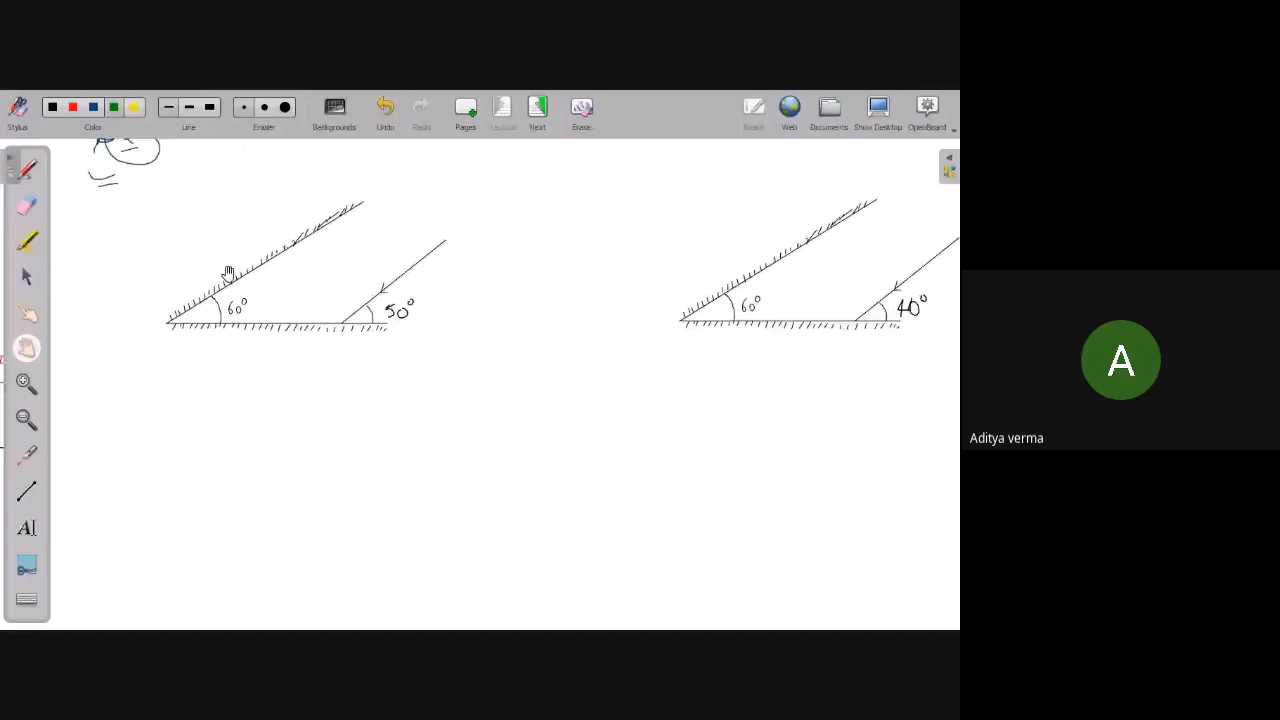 Stylus
Color
Line
Eraser
Backgrounds
Undo
Redo
Pages
Next
Erase
Board
Web
Documents
Show Desktop
OpenBoard
60°
50°
60°
40°
A
Aditya verma
AI